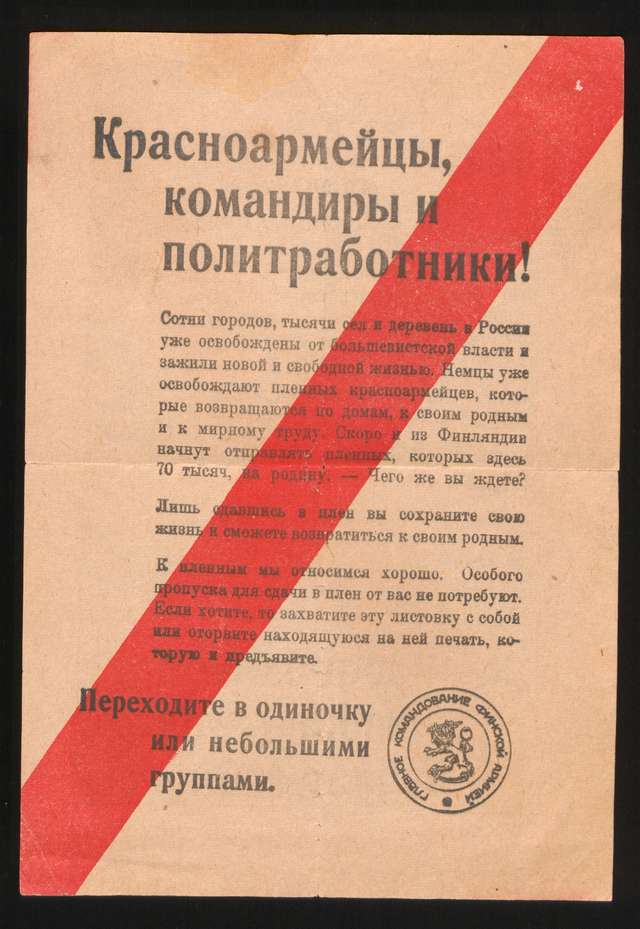 Красноармейцы,
командиры и
политработники!
Сотни городов, тысячи сел и деревень в России
уже освобождены от большевистской власти и
зажили новой и свободной жизнью. Немцы уже
освобождают пленных красноармейцев, кото-
рые возвращаются по домам, к своим родным
и к мирному труду. Скоро и из Финляндии
начнут отправлять пленных, которых здесь
70 тысяч, на родину. — Чего же вы ждете?
Лишь сдавшись в плен вы сохраните свою
жизнь и сможете возвратиться к своим родным.
К пленным мы относимся хорошо. Особого
пропуска для сдачи в плен от вас не потребуют.
Если хотите, то захватите эту листовку с собой
или оторвите находящуюся на ней печать, ко-
торую и предъявите.
Переходите в одиночку
или небольшими
группами.
ГЛАВНОЕ КОМАНДОВАНИЕ ФИНСКОЙ АРМИЕЙ